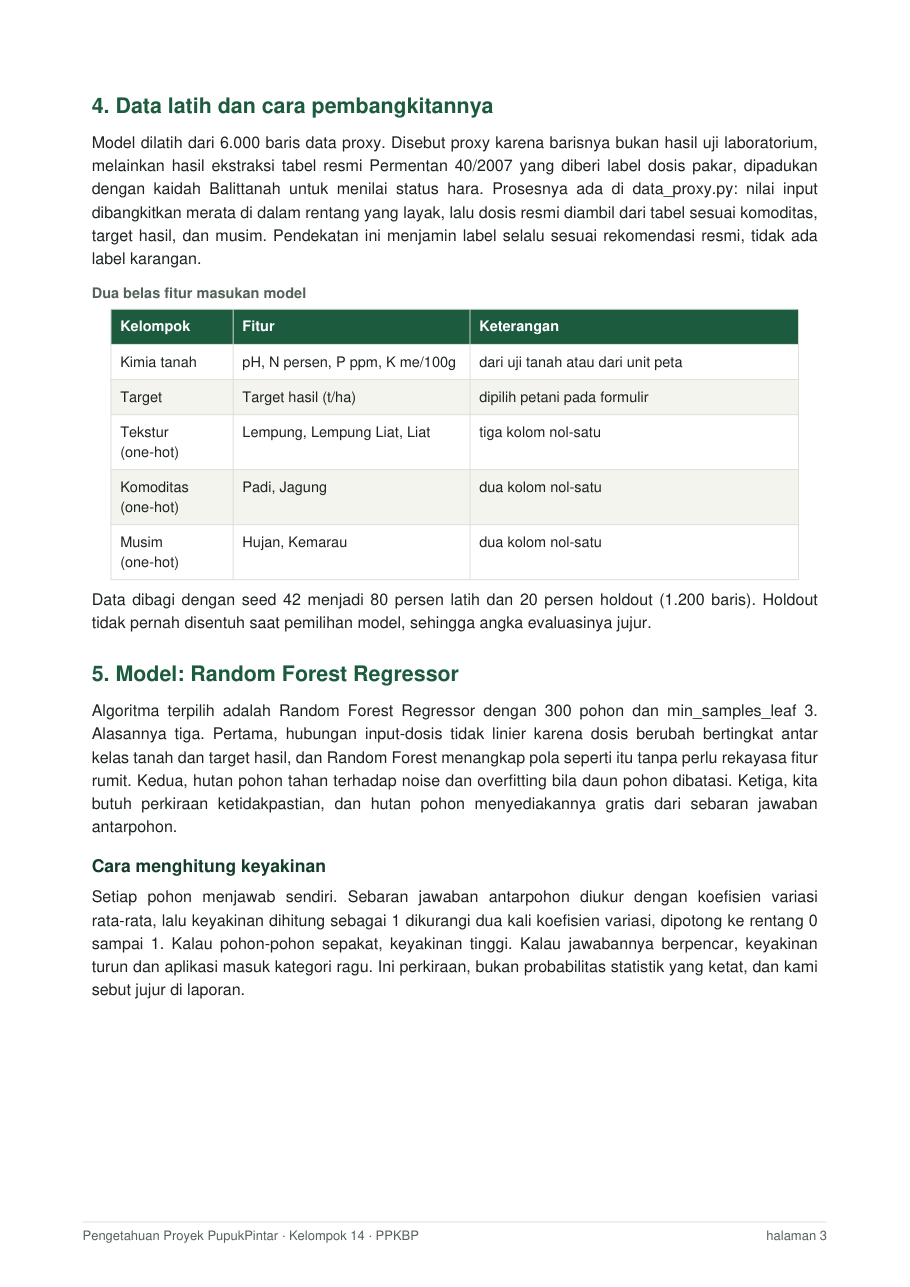 4. Data latih dan cara pembangkitannya
Model dilatih dari 6.000 baris data proxy. Disebut proxy karena barisnya bukan hasil uji laboratorium,
melainkan hasil ekstraksi tabel resmi Permentan 40/2007 yang diberi label dosis pakar, dipadukan
dengan kaidah Balittanah untuk menilai status hara. Prosesnya ada di data_proxy.py: nilai input
dibangkitkan merata di dalam rentang yang layak, lalu dosis resmi diambil dari tabel sesuai komoditas,
target hasil, dan musim. Pendekatan ini menjamin label selalu sesuai rekomendasi resmi, tidak ada
label karangan.
Dua belas fitur masukan model
Kelompok Fitur Keterangan
Kimia tanah pH, N persen, P ppm, K me/100g dari uji tanah atau dari unit peta
Target Target hasil (t/ha) dipilih petani pada formulir
Tekstur Lempung, Lempung Liat, Liat tiga kolom nol-satu
(one-hot)
Komoditas Padi, Jagung dua kolom nol-satu
(one-hot)
Musim Hujan, Kemarau dua kolom nol-satu
(one-hot)
Data dibagi dengan seed 42 menjadi 80 persen latih dan 20 persen holdout (1.200 baris). Holdout
tidak pernah disentuh saat pemilihan model, sehingga angka evaluasinya jujur.
5. Model: Random Forest Regressor
Algoritma terpilih adalah Random Forest Regressor dengan 300 pohon dan min_samples_leaf 3.
Alasannya tiga. Pertama, hubungan input-dosis tidak linier karena dosis berubah bertingkat antar
kelas tanah dan target hasil, dan Random Forest menangkap pola seperti itu tanpa perlu rekayasa fitur
rumit. Kedua, hutan pohon tahan terhadap noise dan overfitting bila daun pohon dibatasi. Ketiga, kita
butuh perkiraan ketidakpastian, dan hutan pohon menyediakannya gratis dari sebaran jawaban
antarpohon.
Cara menghitung keyakinan
Setiap pohon menjawab sendiri. Sebaran jawaban antarpohon diukur dengan koefisien variasi
rata-rata, lalu keyakinan dihitung sebagai 1 dikurangi dua kali koefisien variasi, dipotong ke rentang 0
sampai 1. Kalau pohon-pohon sepakat, keyakinan tinggi. Kalau jawabannya berpencar, keyakinan
turun dan aplikasi masuk kategori ragu. Ini perkiraan, bukan probabilitas statistik yang ketat, dan kami
sebut jujur di laporan.
Pengetahuan Proyek PupukPintar · Kelompok 14 · PPKBP halaman 3